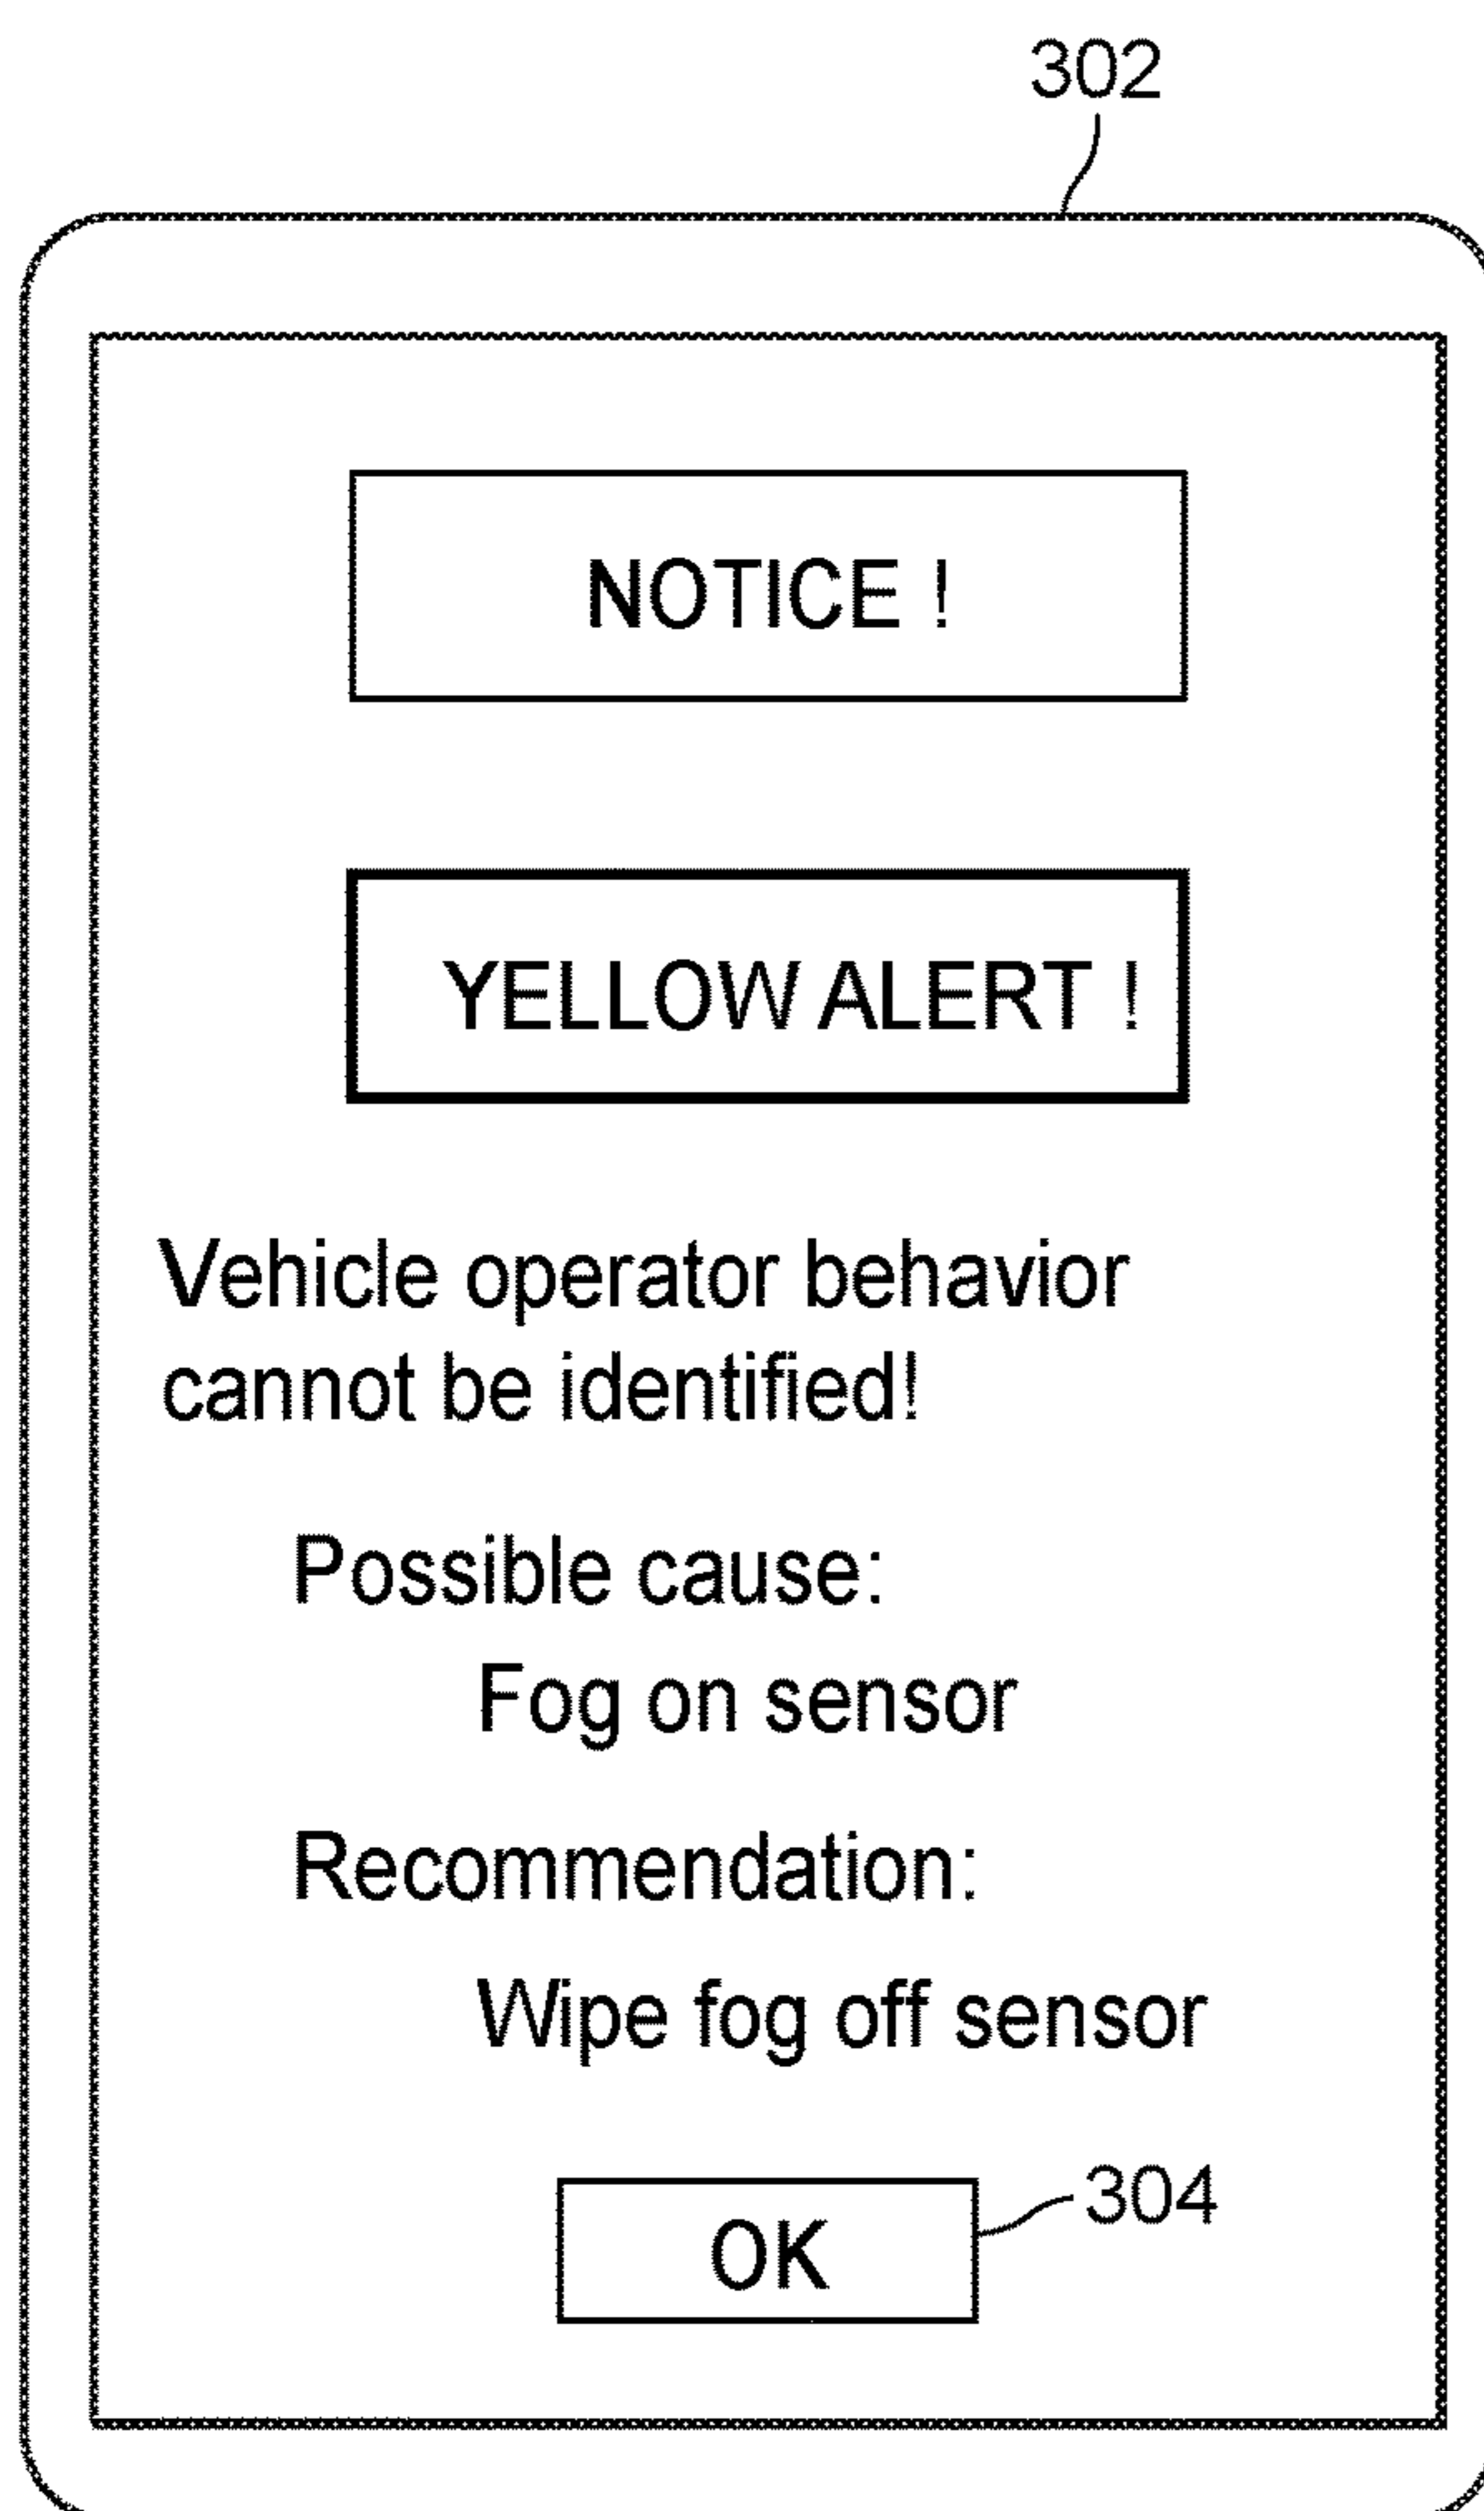 302
NOTICE !
YELLOW ALERT !
Vehicle operator behavior
cannot be identified!
Possible cause:
Fog on sensor
Recommendation:
Wipe fog off sensor
OK
304